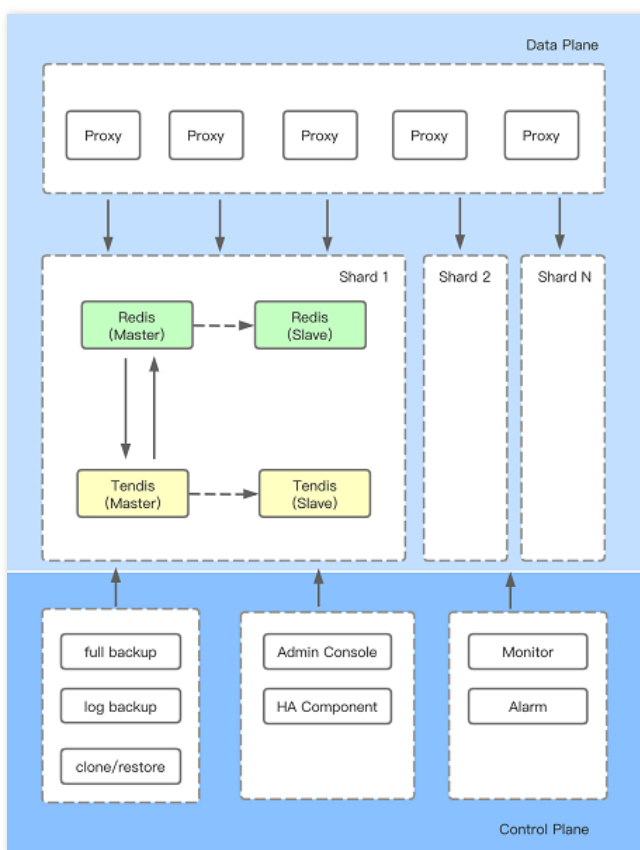 Data Plane
Proxy
Proxy
Proxy
Proxy
Proxy
Shard 1
Shard 2
Shard N
Redis
(Master)
Redis
(Slave)
Tendis
(Master)
Tendis
(Slave)
full backup
log backup
clone/restore
Admin Console
HA Component
Monitor
Alarm
Control Plane